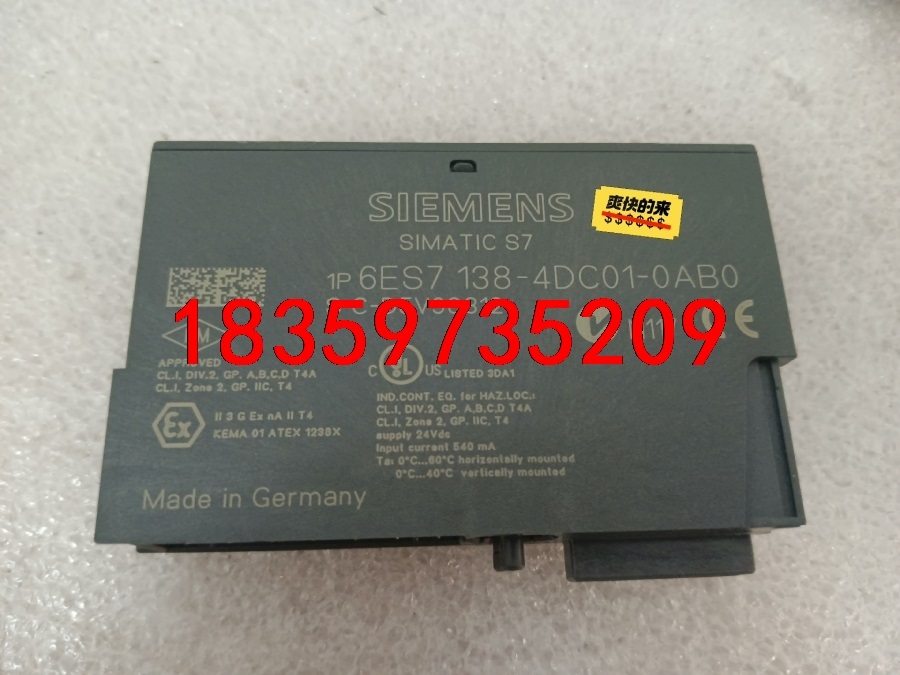 SIEMENS
爽快的来
$$$$$$
SIMATIC S7
1P 6ES7 138-4DC01-0AB0
18359735209
APPROVED
CL.I, DIV.2, GP. A,B,C,D T4A
CL.I, Zone 2, GP. IIC, T4
C UL US LISTED 3DA1
IND.CONT. EQ. for HAZ.LOC.:
CL.I, DIV.2, GP. A,B,C,D T4A
CL.I, Zone 2, GP. IIC, T4
supply 24Vdc
Input current 540 mA
Ta: 0°C...60°C horizontally mounted
0°C...40°C vertically mounted
Ex
II 3 G Ex nA II T4
KEMA 01 ATEX 1238X
Made in Germany